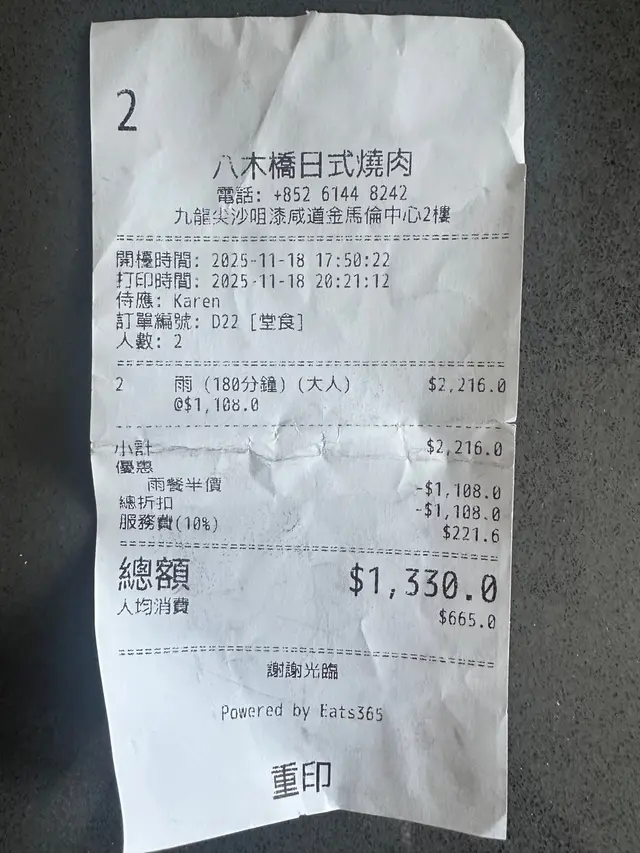 2
八木橋日式燒肉
電話: +852 6144 8242
九龍尖沙咀漆咸道金馬倫中心2樓
開檯時間: 2025-11-18 17:50:22
打印時間: 2025-11-18 20:21:12
侍應: Karen
訂單編號: D22 [堂食]
人數: 2
2 雨 (180分鐘) (大人) $2,216.0
@$1,108.0
小計 $2,216.0
優惠
雨餐半價 -$1,108.0
總折扣 -$1,108.0
服務費(10%) $221.6
總額 $1,330.0
人均消費 $665.0
謝謝光臨
Powered by Eats365
重印